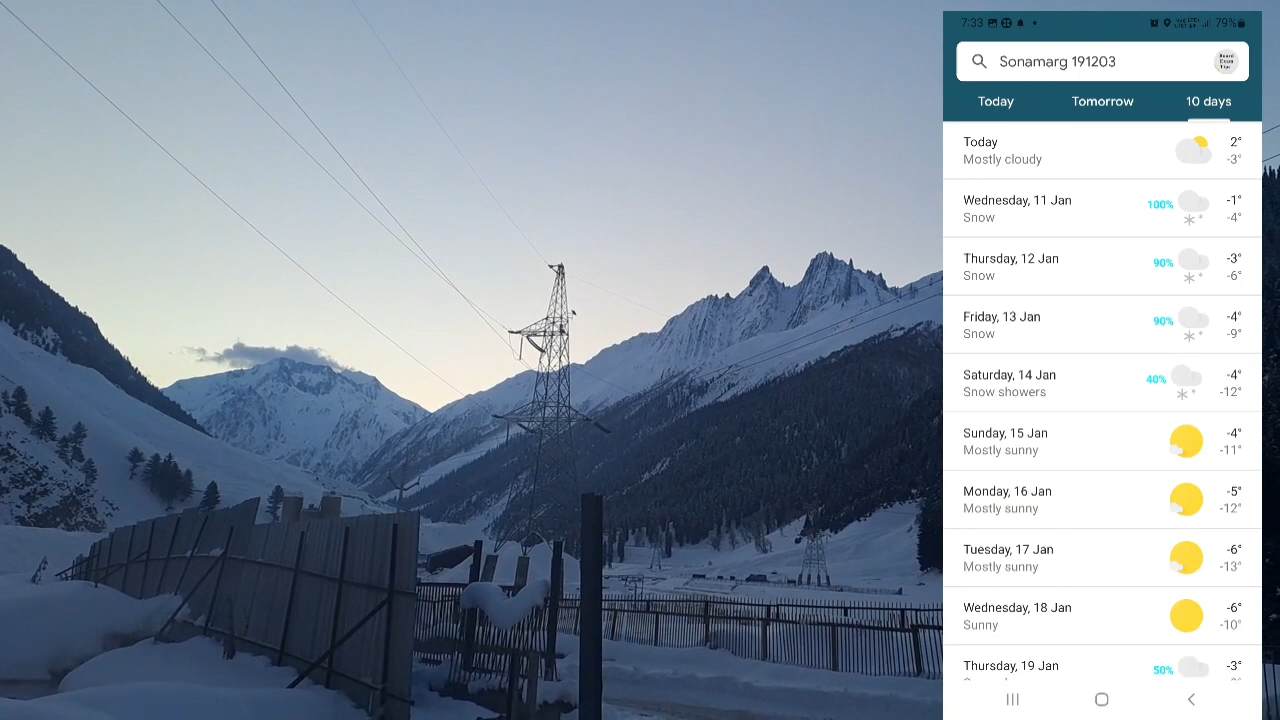 7:33
79%
Sonamarg 191203
Board
Exam
Tips
Today
Tomorrow
10 days
Today
Mostly cloudy
2°
-3°
Wednesday, 11 Jan
Snow
100%
-1°
-4°
Thursday, 12 Jan
Snow
90%
-3°
-6°
Friday, 13 Jan
Snow
90%
-4°
-9°
Saturday, 14 Jan
Snow showers
40%
-4°
-12°
Sunday, 15 Jan
Mostly sunny
-4°
-11°
Monday, 16 Jan
Mostly sunny
-5°
-12°
Tuesday, 17 Jan
Mostly sunny
-6°
-13°
Wednesday, 18 Jan
Sunny
-6°
-10°
Thursday, 19 Jan
50%
-3°